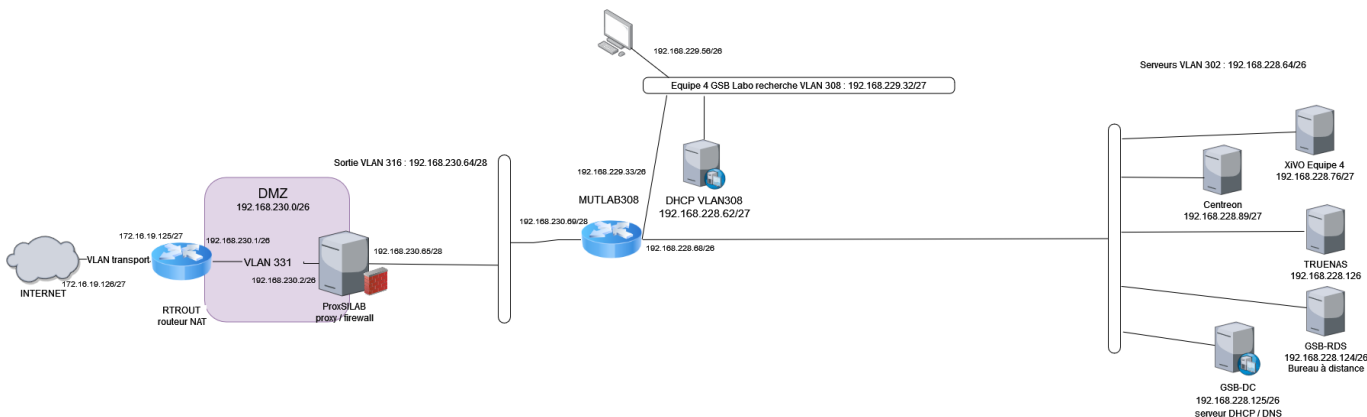 192.168.229.56/26
Serveurs VLAN 302 : 192.168.228.64/26
Equipe 4 GSB Labo recherche VLAN 308 : 192.168.229.32/27
Sortie VLAN 316 : 192.168.230.64/28
192.168.229.33/26
XiVO Equipe 4
192.168.228.76/27
DMZ
192.168.230.0/26
MUTLAB308
DHCP VLAN308
192.168.228.62/27
Centreon
192.168.228.89/27
192.168.230.69/28
172.16.19.125/27
192.168.230.1/26
192.168.230.65/28
192.168.228.68/26
VLAN transport
VLAN 331
TRUENAS
192.168.228.126
172.16.19.126/27
192.168.230.2/26
INTERNET
RTROUT
routeur NAT
ProxSILAB
proxy / firewall
GSB-RDS
192.168.228.124/26
Bureau à distance
GSB-DC
192.168.228.125/26
serveur DHCP / DNS